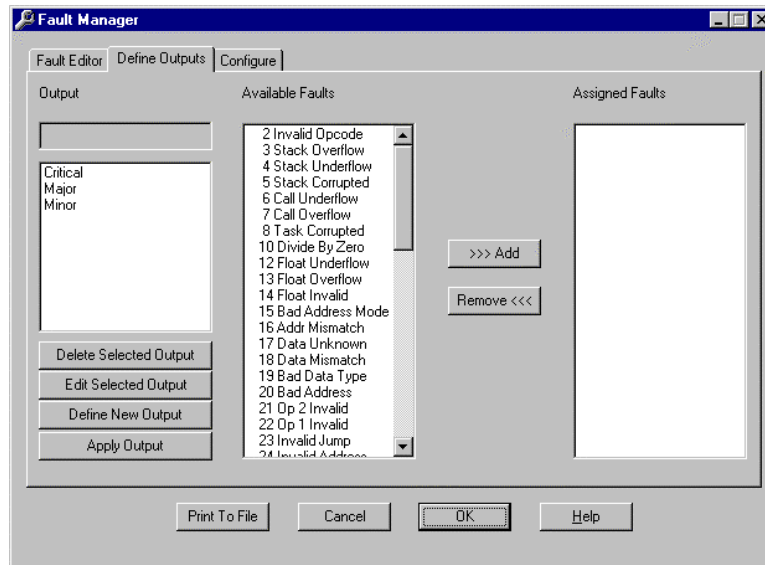 Fault Manager
Fault Editor
Define Outputs
Configure
Output
Available Faults
Assigned Faults
Critical
Major
Minor
2 Invalid Opcode
3 Stack Overflow
4 Stack Underflow
5 Stack Corrupted
6 Call Underflow
7 Call Overflow
8 Task Corrupted
10 Divide By Zero
12 Float Underflow
13 Float Overflow
14 Float Invalid
15 Bad Address Mode
16 Addr Mismatch
17 Data Unknown
18 Data Mismatch
19 Bad Data Type
20 Bad Address
21 Op 2 Invalid
22 Op 1 Invalid
23 Invalid Jump
24 Invalid Address
>>> Add
Remove <<<
Delete Selected Output
Edit Selected Output
Define New Output
Apply Output
Print To File
Cancel
OK
Help